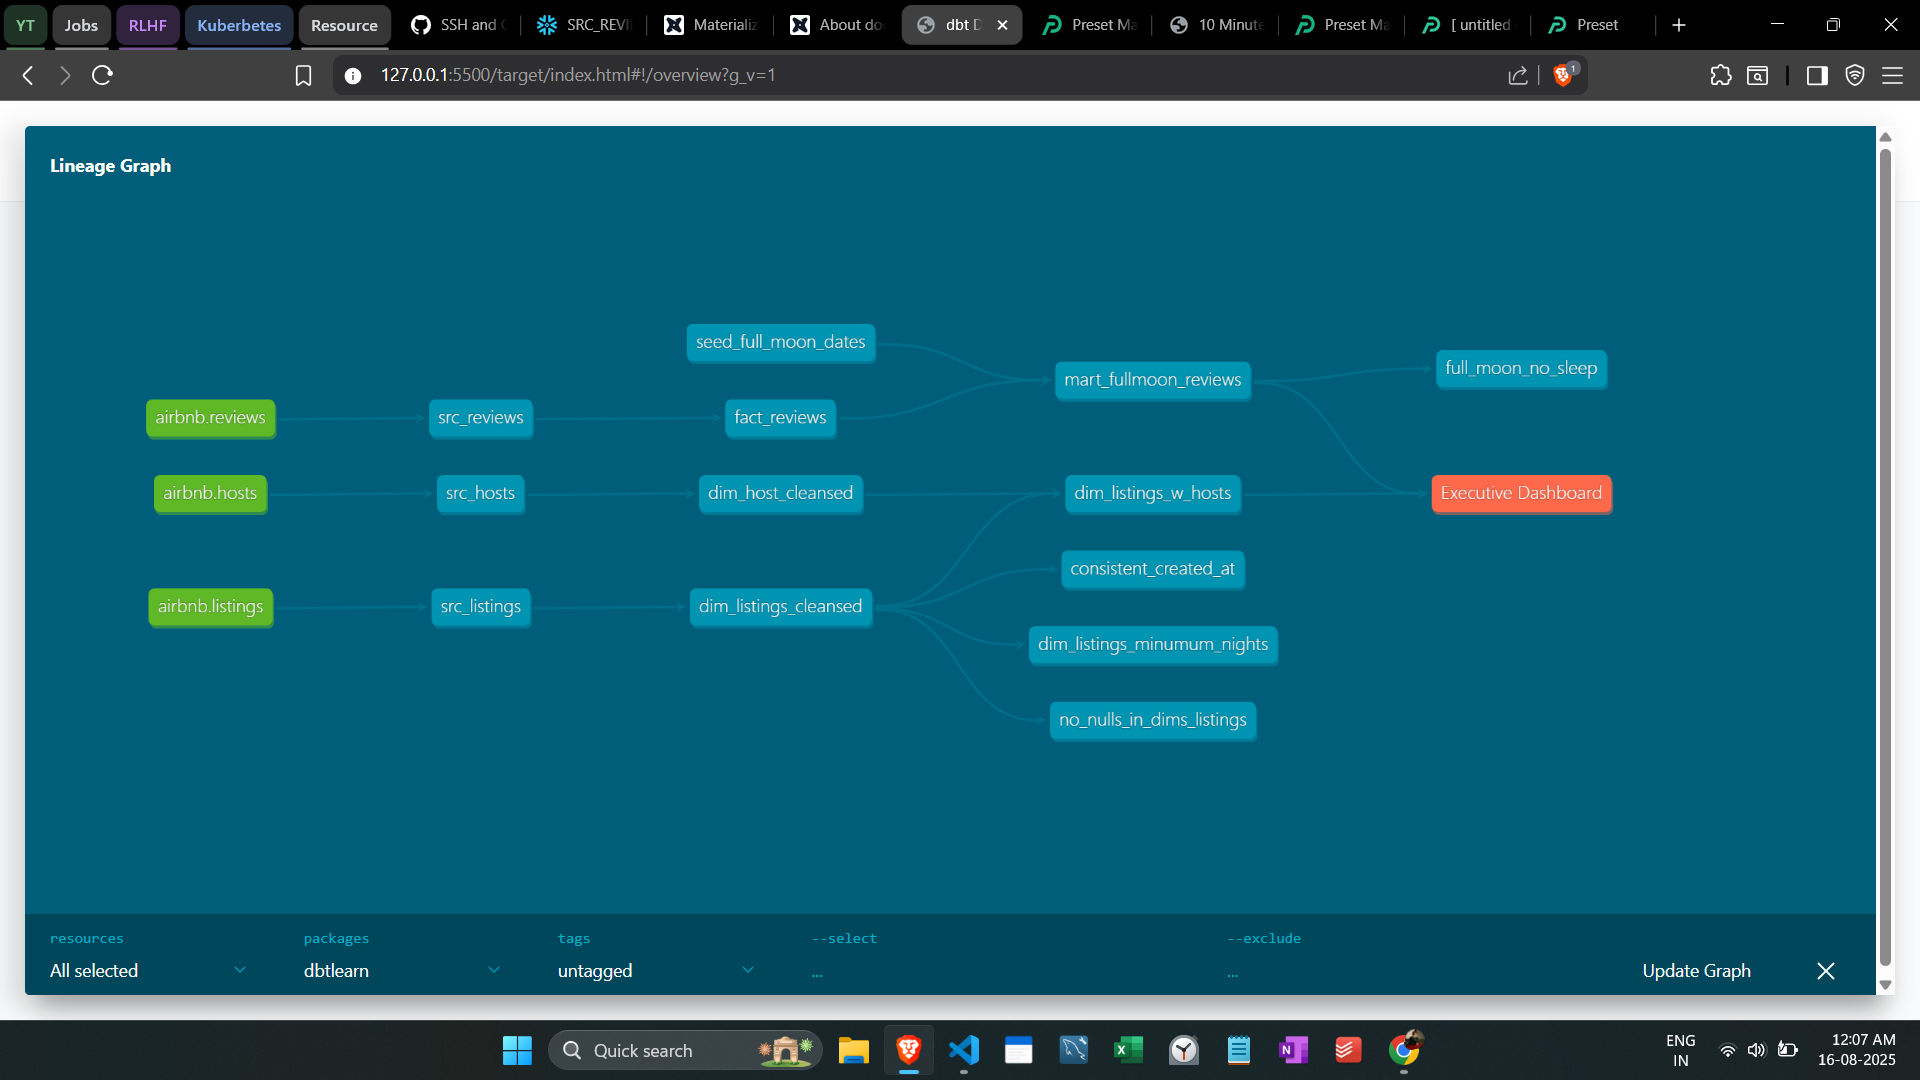 YT
Jobs
RLHF
Kuberbetes
Resource
SSH and
SRC_REVI
Materializ
About do
dbt D
Preset Ma
10 Minute
Preset Ma
[ untitled
Preset
127.0.0.1:5500/target/index.html#!/overview?g_v=1
1
Lineage Graph
seed_full_moon_dates
full_moon_no_sleep
mart_fullmoon_reviews
airbnb.reviews
src_reviews
fact_reviews
airbnb.hosts
src_hosts
dim_host_cleansed
dim_listings_w_hosts
Executive Dashboard
consistent_created_at
airbnb.listings
src_listings
dim_listings_cleansed
dim_listings_minumum_nights
no_nulls_in_dims_listings
resources
packages
tags
--select
--exclude
All selected
dbtlearn
untagged
...
...
Update Graph
Quick search
ENG
IN
12:07 AM
16-08-2025